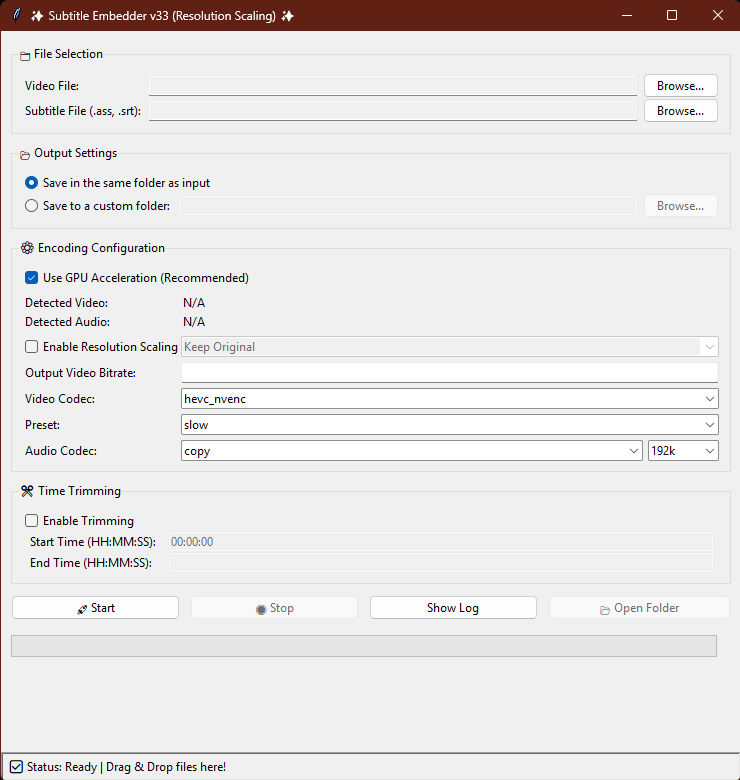 ✨ Subtitle Embedder v33 (Resolution Scaling) ✨
File Selection
Video File: Browse...
Subtitle File (.ass, .srt): Browse...
Output Settings
Save in the same folder as input
Save to a custom folder: Browse...
Encoding Configuration
Use GPU Acceleration (Recommended)
Detected Video: N/A
Detected Audio: N/A
Enable Resolution Scaling Keep Original
Output Video Bitrate:
Video Codec: hevc_nvenc
Preset: slow
Audio Codec: copy 192k
Time Trimming
Enable Trimming
Start Time (HH:MM:SS): 00:00:00
End Time (HH:MM:SS):
Start Stop Show Log Open Folder
Status: Ready | Drag & Drop files here!